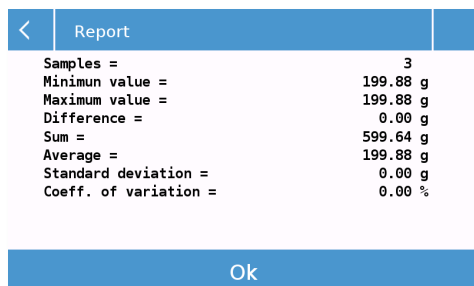 Report
Samples = 3
Minimun value = 199.88 g
Maximum value = 199.88 g
Difference = 0.00 g
Sum = 599.64 g
Average = 199.88 g
Standard deviation = 0.00 g
Coeff. of variation = 0.00 %
Ok